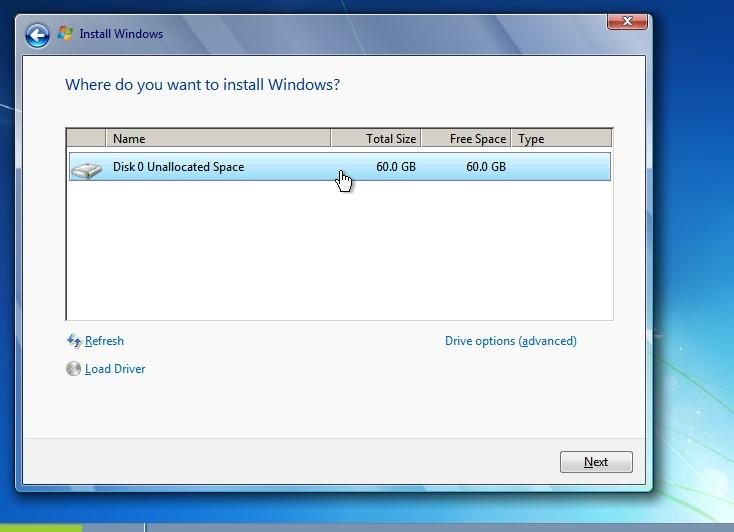 Install Windows
Where do you want to install Windows?
Name Total Size Free Space Type
Disk 0 Unallocated Space 60.0 GB 60.0 GB
Refresh Drive options (advanced)
Load Driver
Next